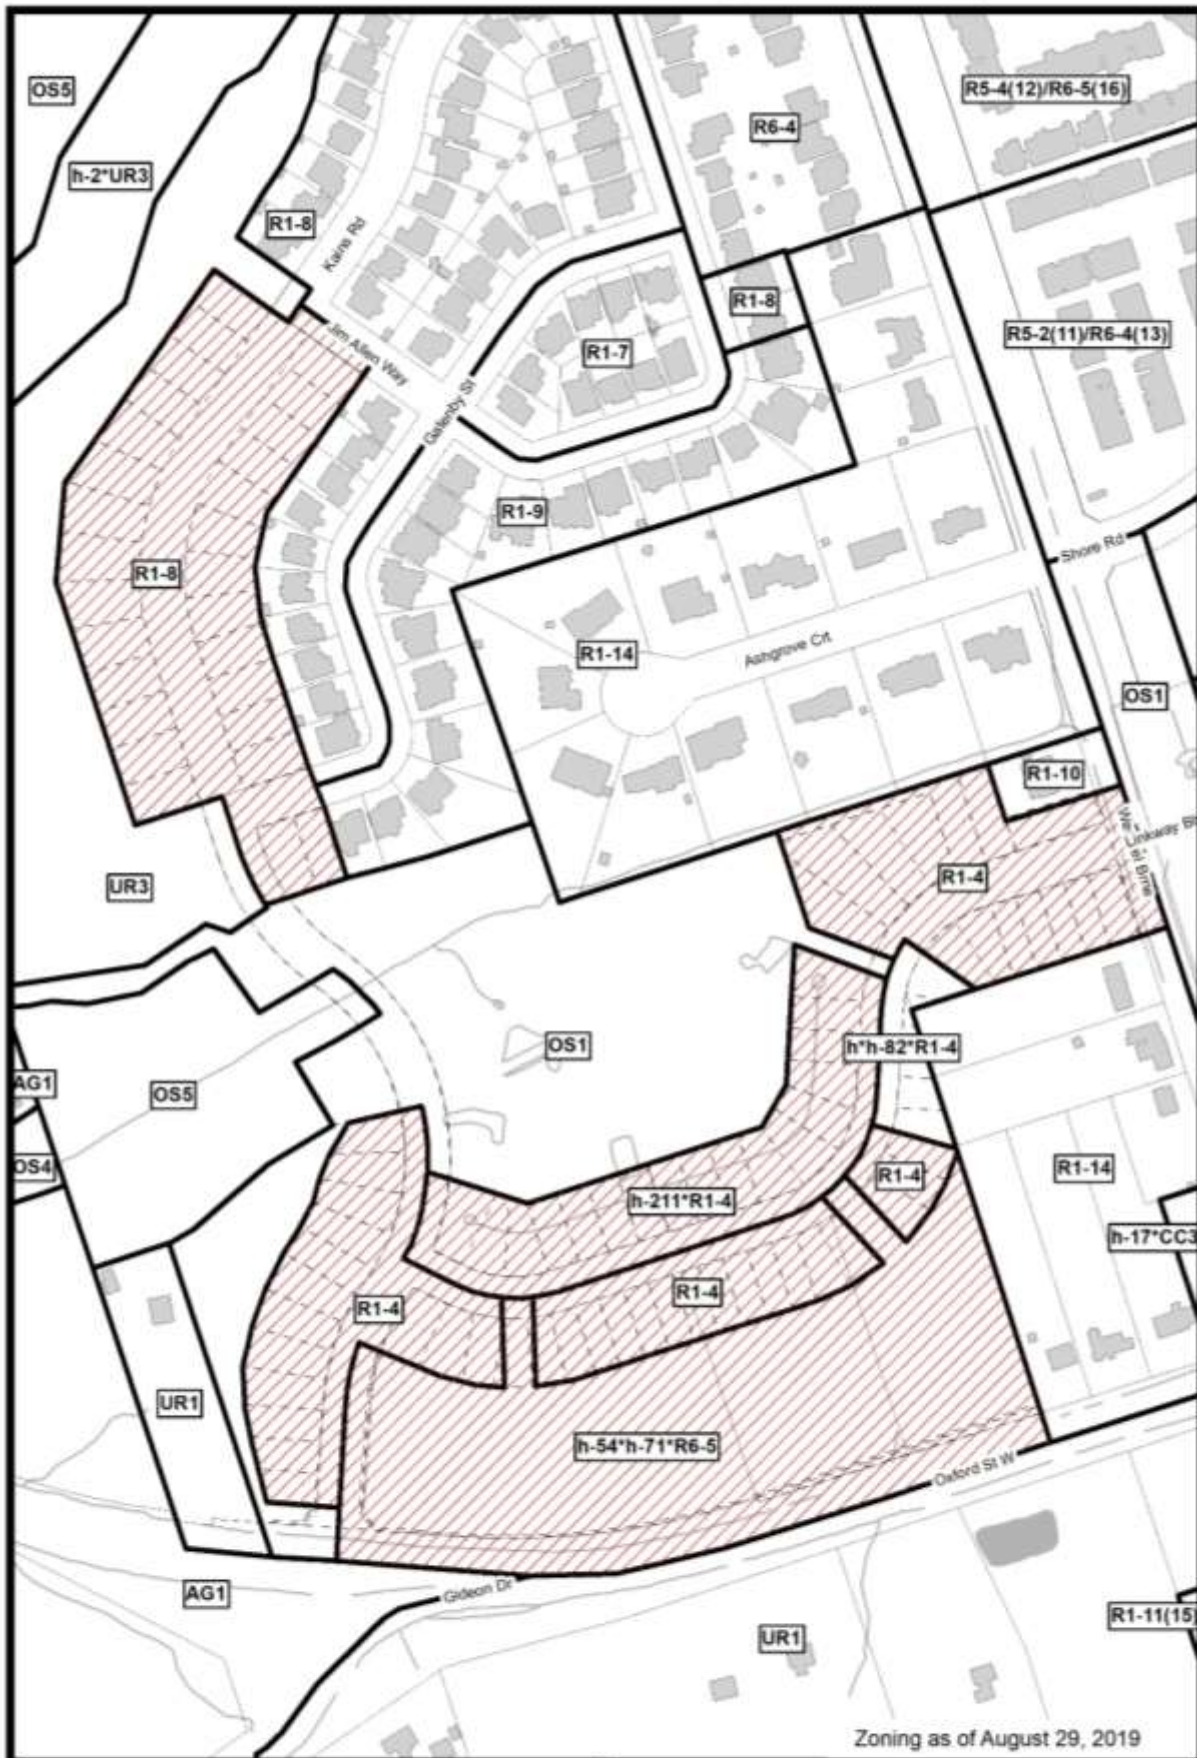 OS5
R5-4(12)/R6-5(16)
R6-4
h-2*UR3
R1-8
Kains Rd
R1-8
R5-2(11)/R6-4(13)
Jim Allen Way
R1-7
Gatenby St
R1-9
Shore Rd
R1-8
R1-14
Ashgrove Crt
OS1
R1-10
R1-4
UR3
OS1
h*h-82*R1-4
AG1
OS5
OS4
R1-14
R1-4
h-211*R1-4
h-17*CC3
R1-4
R1-4
UR1
h-54*h-71*R6-5
Oxford St W
AG1
Gideon Dr
R1-11(15)
UR1
Zoning as of August 29, 2019